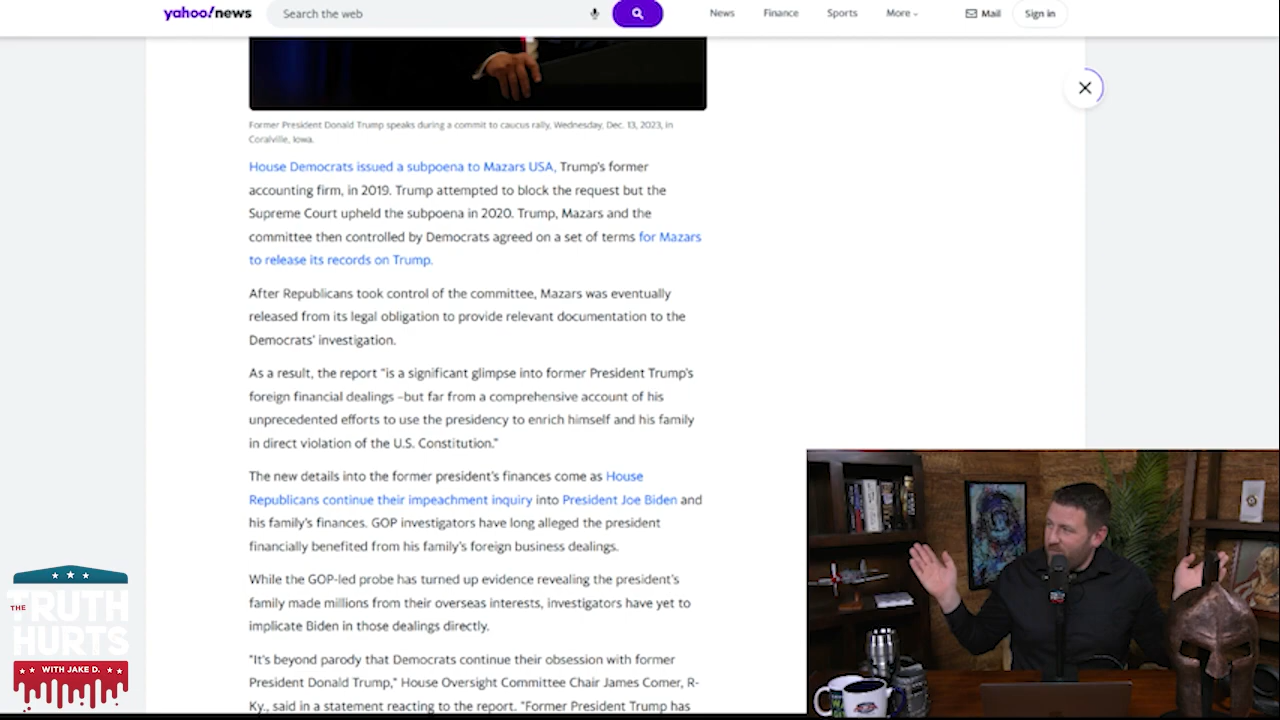 yahoo!news
Search the web
News
Finance
Sports
More
Mail
Sign in
Former President Donald Trump speaks during a commit to caucus rally, Wednesday, Dec. 13, 2023, in
Coralville, Iowa.
House Democrats issued a subpoena to Mazars USA, Trump's former
accounting firm, in 2019. Trump attempted to block the request but the
Supreme Court upheld the subpoena in 2020. Trump, Mazars and the
committee then controlled by Democrats agreed on a set of terms for Mazars
to release its records on Trump.
After Republicans took control of the committee, Mazars was eventually
released from its legal obligation to provide relevant documentation to the
Democrats' investigation.
As a result, the report "is a significant glimpse into former President Trump's
foreign financial dealings –but far from a comprehensive account of his
unprecedented efforts to use the presidency to enrich himself and his family
in direct violation of the U.S. Constitution."
The new details into the former president's finances come as House
Republicans continue their impeachment inquiry into President Joe Biden and
his family's finances. GOP investigators have long alleged the president
financially benefited from his family's foreign business dealings.
While the GOP-led probe has turned up evidence revealing the president's
family made millions from their overseas interests, investigators have yet to
implicate Biden in those dealings directly.
"It's beyond parody that Democrats continue their obsession with former
President Donald Trump," House Oversight Committee Chair James Comer, R-
Ky., said in a statement reacting to the report. "Former President Trump has
THE
TRUTH
HURTS
WITH JAKE D.